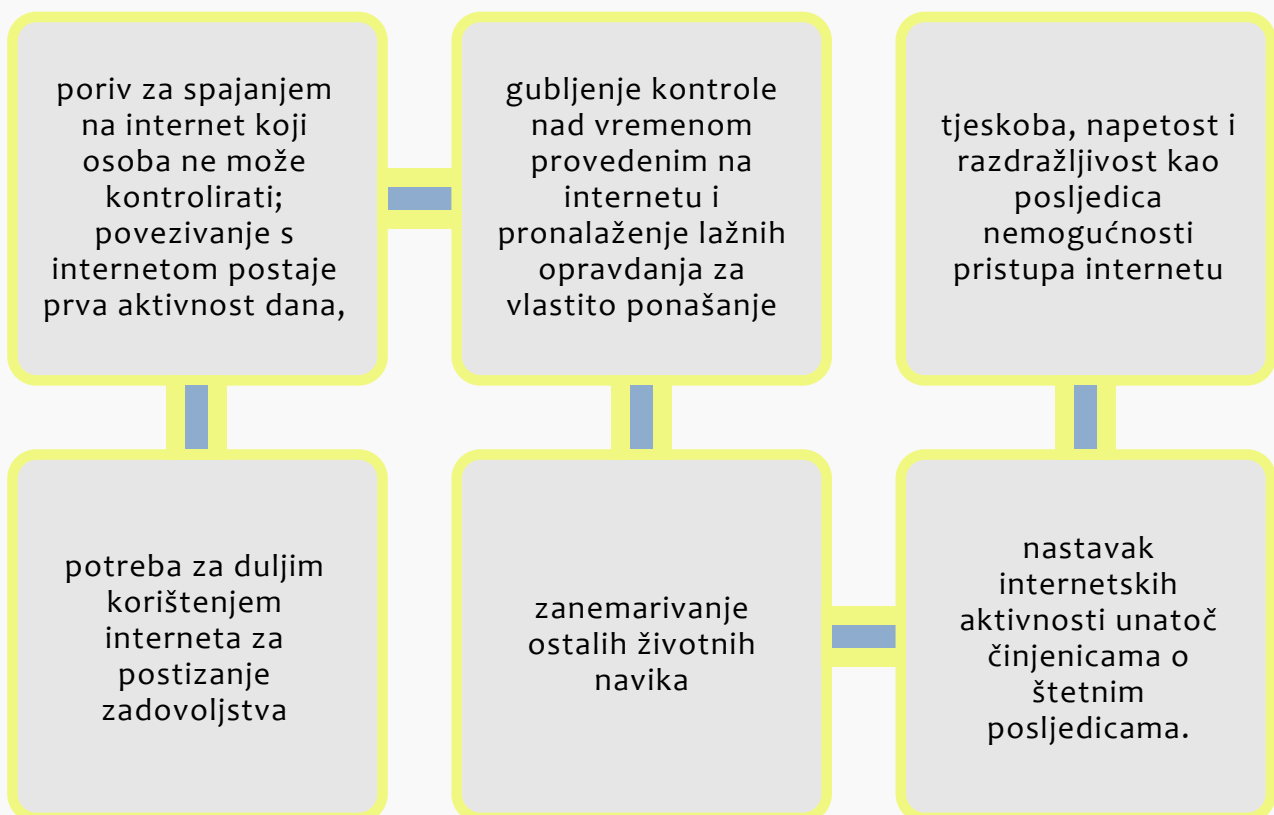 poriv za spajanjem
na internet koji
osoba ne može
kontrolirati;
povezivanje s
internetom postaje
prva aktivnost dana,
gubljenje kontrole
nad vremenom
provedenim na
internetu i
pronalaženje lažnih
opravdanja za
vlastito ponašanje
tjeskoba, napetost i
razdražljivost kao
posljedica
nemogućnosti
pristupa internetu
potreba za duljim
korištenjem
interneta za
postizanje
zadovoljstva
zanemarivanje
ostalih životnih
navika
nastavak
internetskih
aktivnosti unatoč
činjenicama o
štetnim
posljedicama.